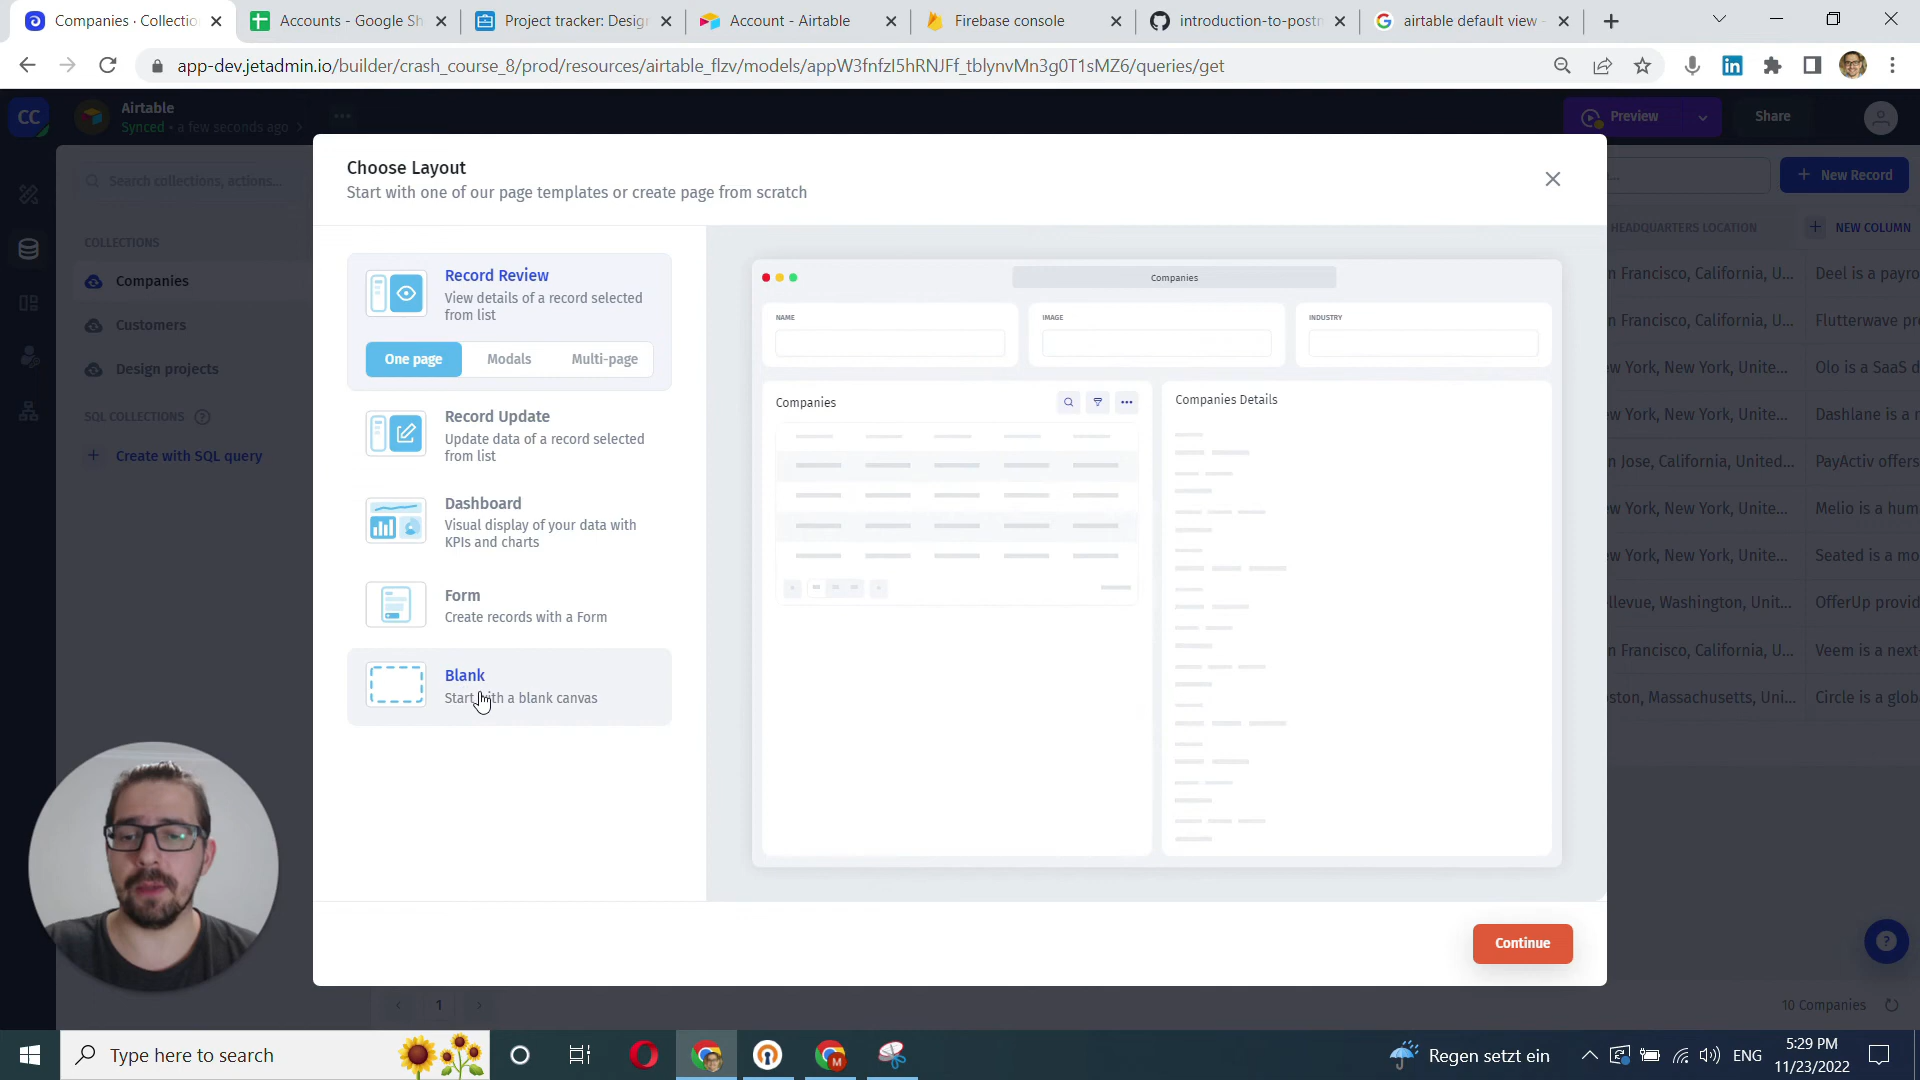 Companies · Collectio
Accounts - Google Sh
Project tracker: Desig
Account - Airtable
Firebase console
introduction-to-postm
airtable default view -
app-dev.jetadmin.io/builder/crash_course_8/prod/resources/airtable_flzv/models/appW3fnfzI5hRNJFf_tblynvMn3g0T1sMZ6/queries/get
CC
Airtable
Synced • a few seconds ago
Preview
Share
Search collections, actions...
New Record
COLLECTIONS
Companies
Customers
Design projects
SQL COLLECTIONS
Create with SQL query
Choose Layout
Start with one of our page templates or create page from scratch
Record Review
View details of a record selected
from list
One page
Modals
Multi-page
Record Update
Update data of a record selected
from list
Dashboard
Visual display of your data with
KPIs and charts
Form
Create records with a Form
Blank
Start with a blank canvas
Companies
NAME
IMAGE
INDUSTRY
Companies
Companies Details
Continue
HEADQUARTERS LOCATION
NEW COLUMN
n Francisco, California, U...
Deel is a payro
n Francisco, California, U...
Flutterwave pr
w York, New York, Unite...
Olo is a SaaS d
w York, New York, Unite...
Dashlane is a r
n Jose, California, United...
PayActiv offers
w York, New York, Unite...
Melio is a hum
w York, New York, Unite...
Seated is a mo
llevue, Washington, Unit...
OfferUp provid
n Francisco, California, U...
Veem is a next-
ston, Massachusetts, Uni...
Circle is a globa
1
10 Companies
Type here to search
Regen setzt ein
ENG
5:29 PM
11/23/2022